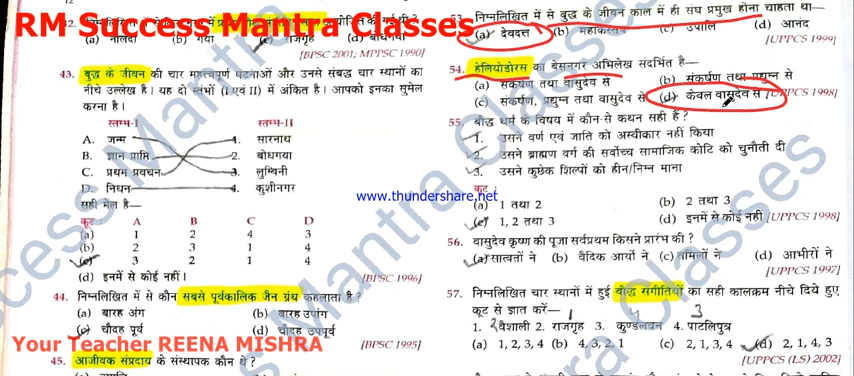 RM Success Mantra Classes
(a) नालंदा (b) गया (c) राजगृह (d) बोधगया
[BPSC 2001; MPPSC 1990]
43. बुद्ध के जीवन की चार महत्त्वपूर्ण घटनाओं और उनसे संबद्ध चार स्थानों का
नीचे उल्लेख है। यह दो स्तंभों (I एवं II) में अंकित है। आपको इनका सुमेल
करना है।
स्तम्भ-I स्तम्भ-II
A. जन्म 1. सारनाथ
B. ज्ञान प्राप्ति 2. बोधगया
C. प्रथम प्रवचन 3. लुम्बिनी
D. निधन 4. कुशीनगर
सही मेल है—
कूट : A B C D
(a) 1 2 4 3
(b) 2 3 1 4
(c) 3 2 1 4
(d) इनमें से कोई नहीं। [BPSC 1996]
44. निम्नलिखित में से कौन सबसे पूर्वकालिक जैन ग्रंथ कहलाता है ?
(a) बारह अंग (b) बारह उपांग
(c) चौदह पूर्व (d) चौदह उपपूर्व
[BPSC 1995]
Your Teacher REENA MISHRA
45. आजीवक संप्रदाय के संस्थापक कौन थे ?
53. निम्नलिखित में से बुद्ध के जीवन काल में ही संघ प्रमुख होना चाहता था—
(a) देवदत्त (b) महाकस्सप (c) उपालि (d) आनंद
[UPPCS 1999]
54. हेलियोडोरस का बेसनगर अभिलेख संदर्भित है—
(a) संकर्षण तथा वासुदेव से (b) संकर्षण तथा प्रद्युम्न से
(c) संकर्षण, प्रद्युम्न तथा वासुदेव से (d) केवल वासुदेव से [UPPCS 1998]
55. बौद्ध धर्म के विषय में कौन-से कथन सही हैं ?
1. उसने वर्ण एवं जाति को अस्वीकार नहीं किया
2. उसने ब्राह्मण वर्ग की सर्वोच्च सामाजिक कोटि को चुनौती दी
3. उसने कुछेक शिल्पों को हीन/निम्न माना
कूट
(a) 1 तथा 2 (b) 2 तथा 3
(c) 1, 2 तथा 3 (d) इनमें से कोई नहीं [UPPCS 1998]
www.thundershare.net
56. वासुदेव कृष्ण की पूजा सर्वप्रथम किसने प्रारंभ की ?
(a) सात्वतों ने (b) वैदिक आर्यों ने (c) तमिलों ने (d) आभीरों ने
[UPPCS 1997]
57. निम्नलिखित चार स्थानों में हुई बौद्ध संगीतियों का सही कालक्रम नीचे दिये हुए
कूट से ज्ञात करें— 1 4 3
1. 2 वैशाली 2. राजगृह 3. कुण्डलवन 4. पाटलिपुत्र
(a) 1, 2, 3, 4 (b) 4, 3, 2, 1 (c) 2, 1, 3, 4 (d) 2, 1, 4, 3
[UPPCS (LS) 2002]